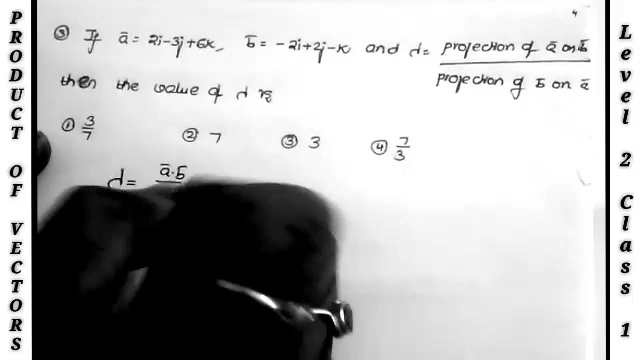 PRODUCT OF VECTORS
4
③ If ā = 2i-3j+6k, b̄ = -2i+2j-k and λ = projection of ā on b̄
projection of b̄ on ā
then the value of λ is
① 3/7 ② 7 ③ 3 ④ 7/3
λ = ā·b̄
Level 2 Class 1